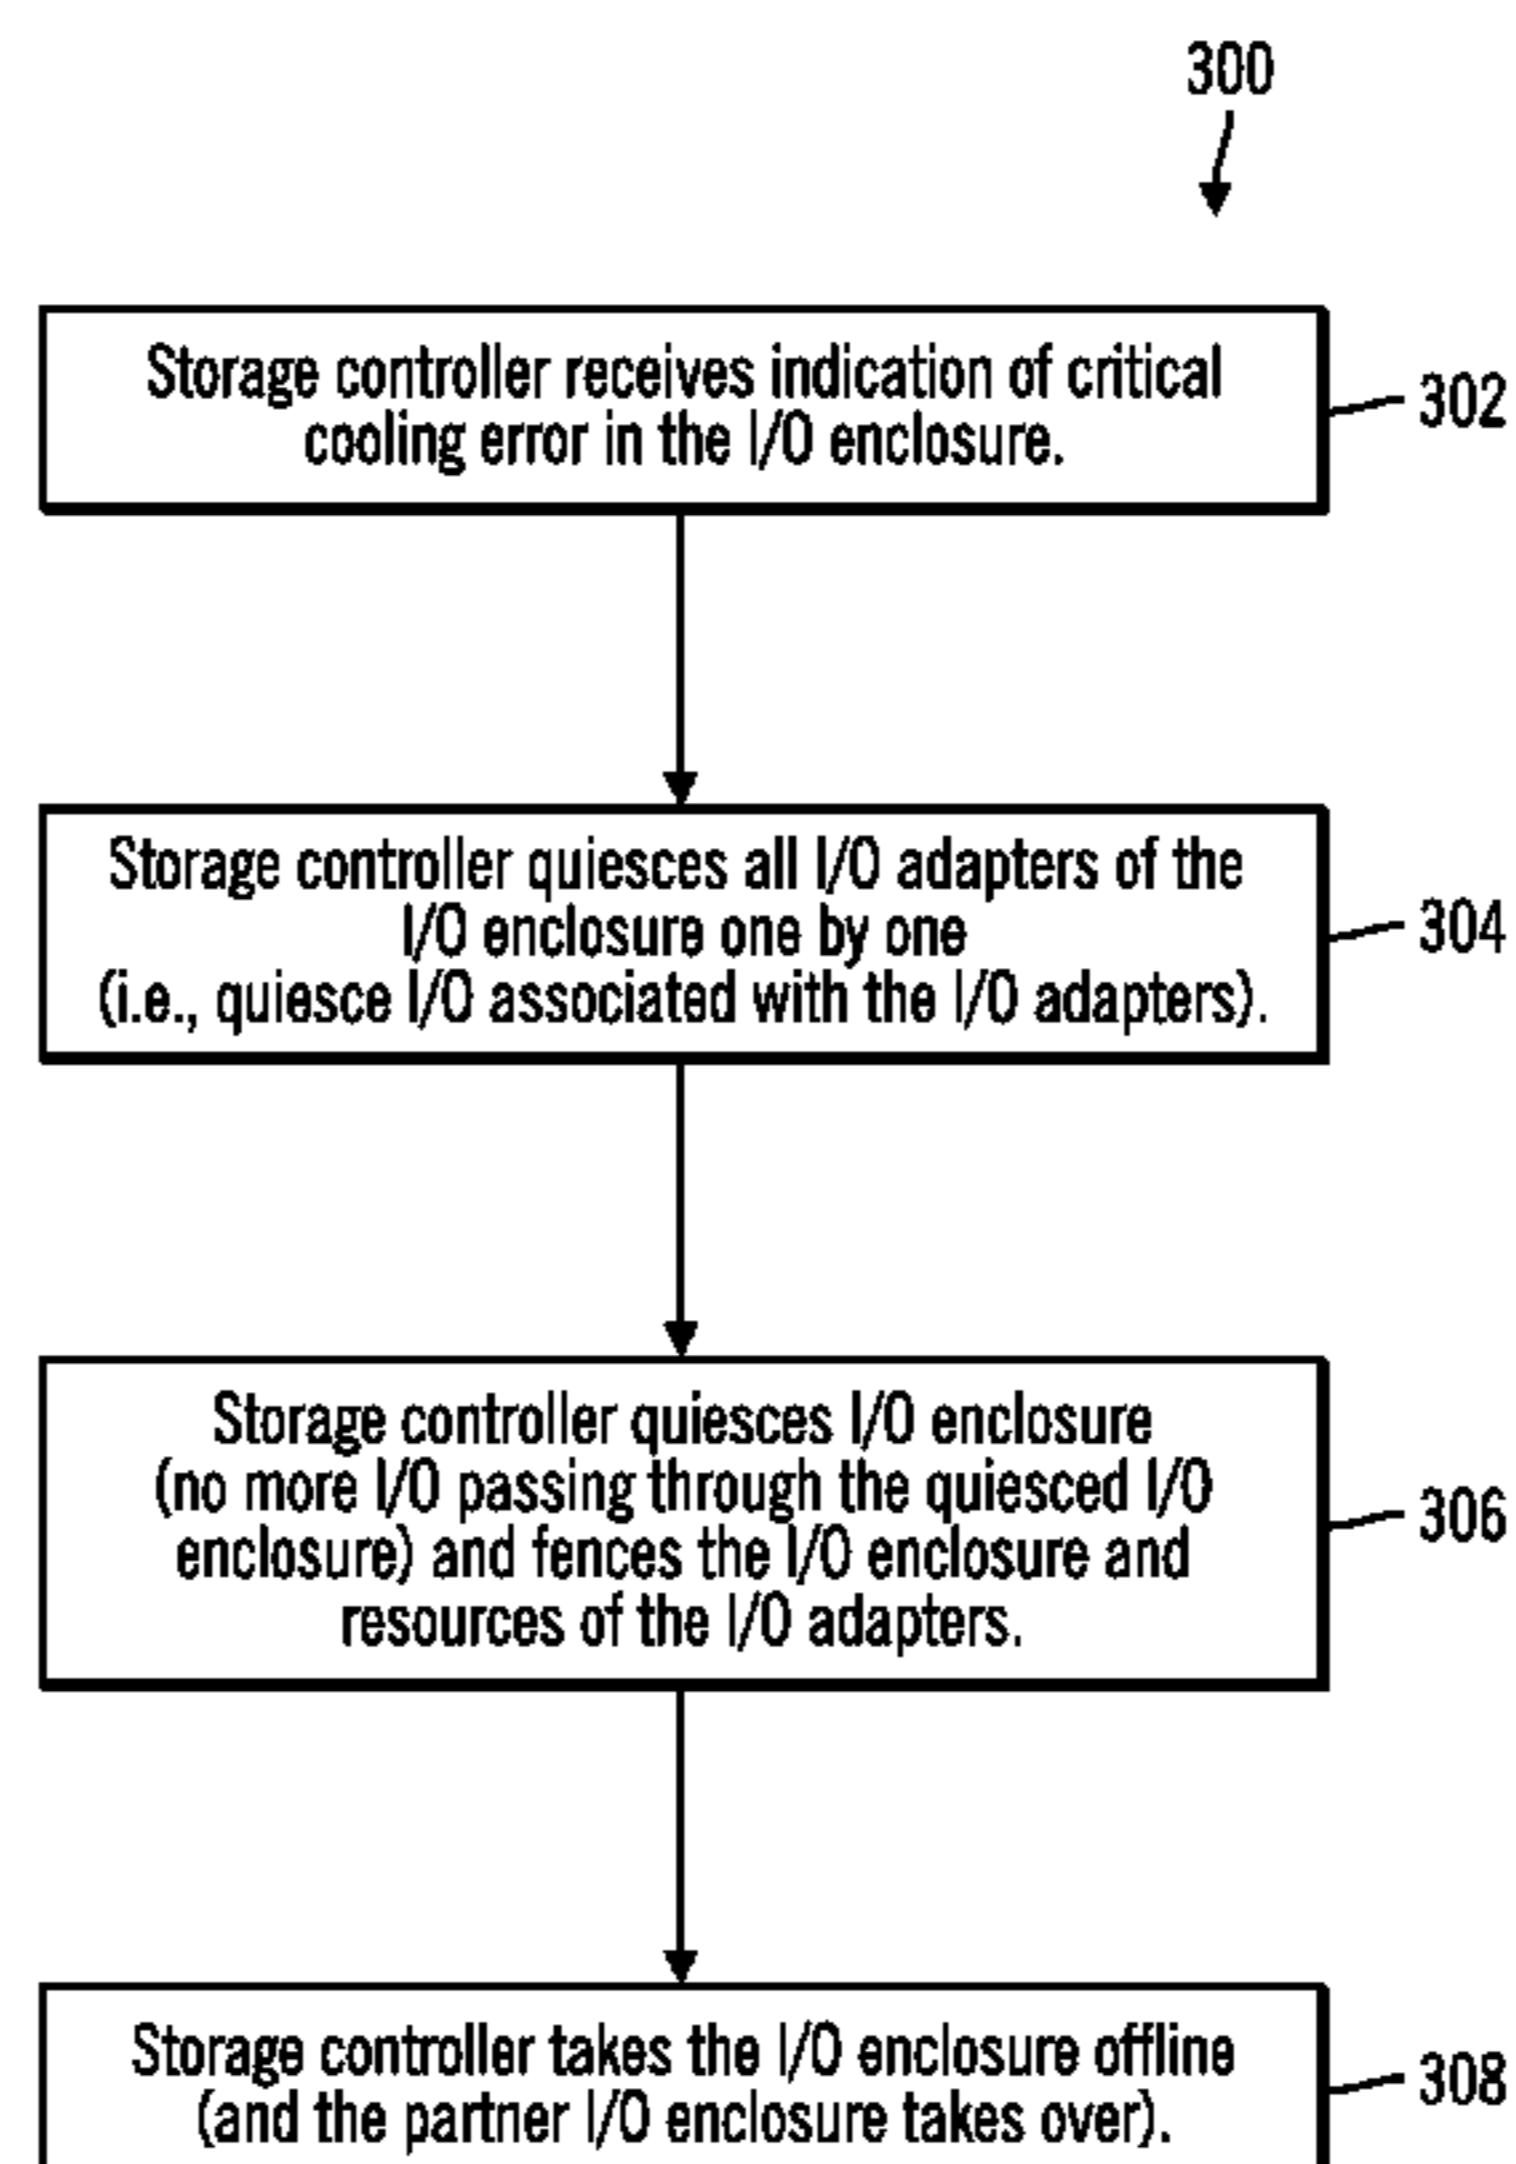 300
Storage controller receives indication of critical
cooling error in the I/O enclosure.
302
Storage controller quiesces all I/O adapters of the
I/O enclosure one by one
(i.e., quiesce I/O associated with the I/O adapters).
304
Storage controller quiesces I/O enclosure
(no more I/O passing through the quiesced I/O
enclosure) and fences the I/O enclosure and
resources of the I/O adapters.
306
Storage controller takes the I/O enclosure offline
(and the partner I/O enclosure takes over).
308